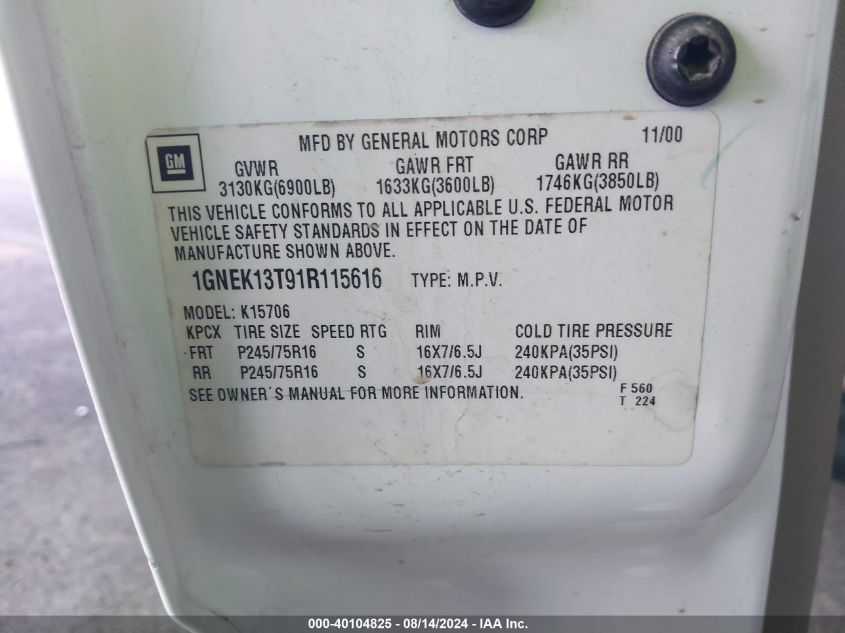 MFD BY GENERAL MOTORS CORP 11/00
GM
GVWR GAWR FRT GAWR RR
3130KG(6900LB) 1633KG(3600LB) 1746KG(3850LB)
THIS VEHICLE CONFORMS TO ALL APPLICABLE U.S. FEDERAL MOTOR
VEHICLE SAFETY STANDARDS IN EFFECT ON THE DATE OF
MANUFACTURE SHOWN ABOVE.
1GNEK13T91R115616 TYPE: M.P.V.
MODEL: K15706
KPCX TIRE SIZE SPEED RTG RIM COLD TIRE PRESSURE
FRT P245/75R16 S 16X7/6.5J 240KPA(35PSI)
RR P245/75R16 S 16X7/6.5J 240KPA(35PSI)
SEE OWNER'S MANUAL FOR MORE INFORMATION. F 560
T 224
000-40104825 - 08/14/2024 - IAA Inc.